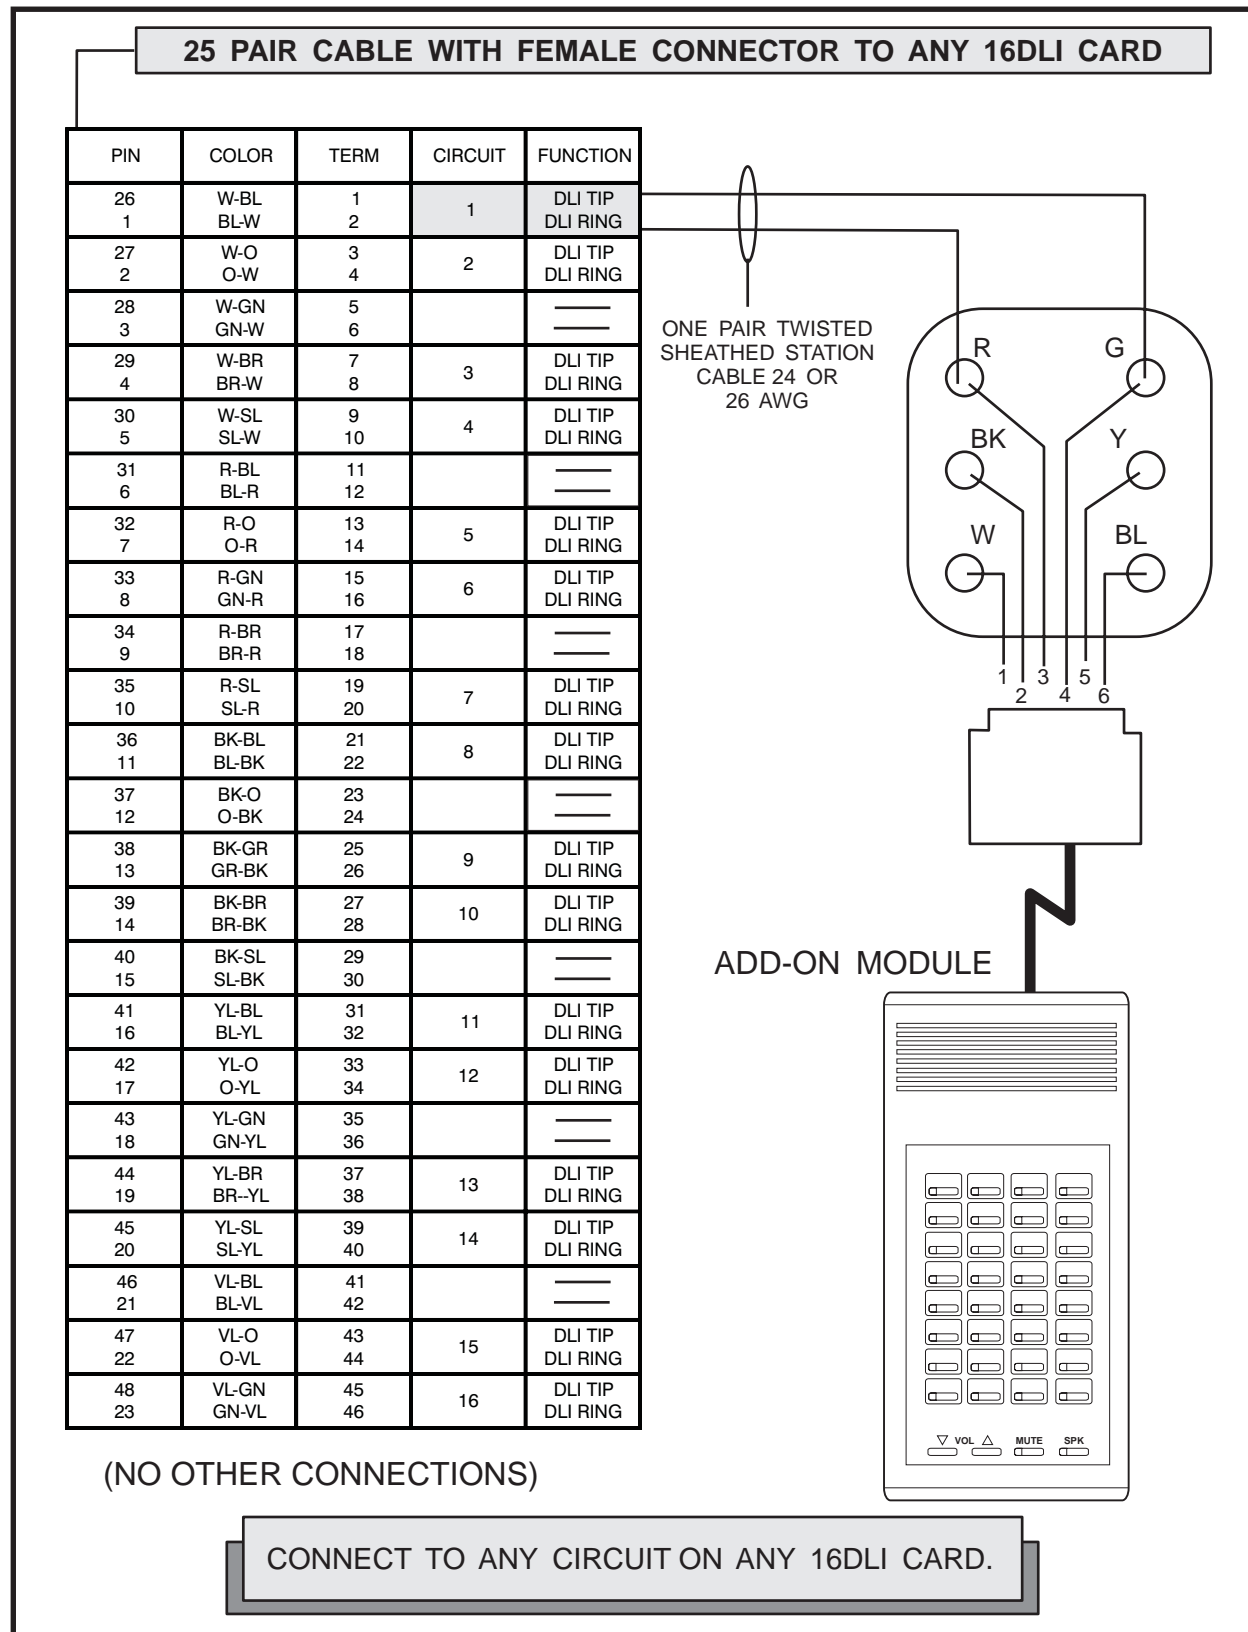 25 PAIR CABLE WITH FEMALE CONNECTOR TO ANY 16DLI CARD
PIN COLOR TERM CIRCUIT FUNCTION
26 W-BL 1 DLI TIP
1
1 BL-W 2 DLI RING
27 W-O 3 DLI TIP
2
2 O-W 4 DLI RING
28 W-GN 5
3 GN-W 6
29 W-BR 7 DLI TIP
3
4 BR-W 8 DLI RING
30 W-SL 9 DLI TIP
4
5 SL-W 10 DLI RING
31 R-BL 11
6 BL-R 12
32 R-O 13 DLI TIP
5
7 O-R 14 DLI RING
33 R-GN 15 DLI TIP
6
8 GN-R 16 DLI RING
34 R-BR 17
9 BR-R 18
35 R-SL 19 DLI TIP
7
10 SL-R 20 DLI RING
36 BK-BL 21 DLI TIP
8
11 BL-BK 22 DLI RING
37 BK-O 23
12 O-BK 24
38 BK-GR 25 DLI TIP
9
13 GR-BK 26 DLI RING
39 BK-BR 27 DLI TIP
10
14 BR-BK 28 DLI RING
40 BK-SL 29
15 SL-BK 30
41 YL-BL 31 DLI TIP
11
16 BL-YL 32 DLI RING
42 YL-O 33 DLI TIP
12
17 O-YL 34 DLI RING
43 YL-GN 35
18 GN-YL 36
44 YL-BR 37 DLI TIP
13
19 BR--YL 38 DLI RING
45 YL-SL 39 DLI TIP
14
20 SL-YL 40 DLI RING
46 VL-BL 41
21 BL-VL 42
47 VL-O 43 DLI TIP
15
22 O-VL 44 DLI RING
48 VL-GN 45 DLI TIP
16
23 GN-VL 46 DLI RING
(NO OTHER CONNECTIONS)
ONE PAIR TWISTED
SHEATHED STATION
CABLE 24 OR
26 AWG
R G
BK Y
W BL
1 2 3 4 5 6
ADD-ON MODULE
VOL MUTE SPK
CONNECT TO ANY CIRCUIT ON ANY 16DLI CARD.